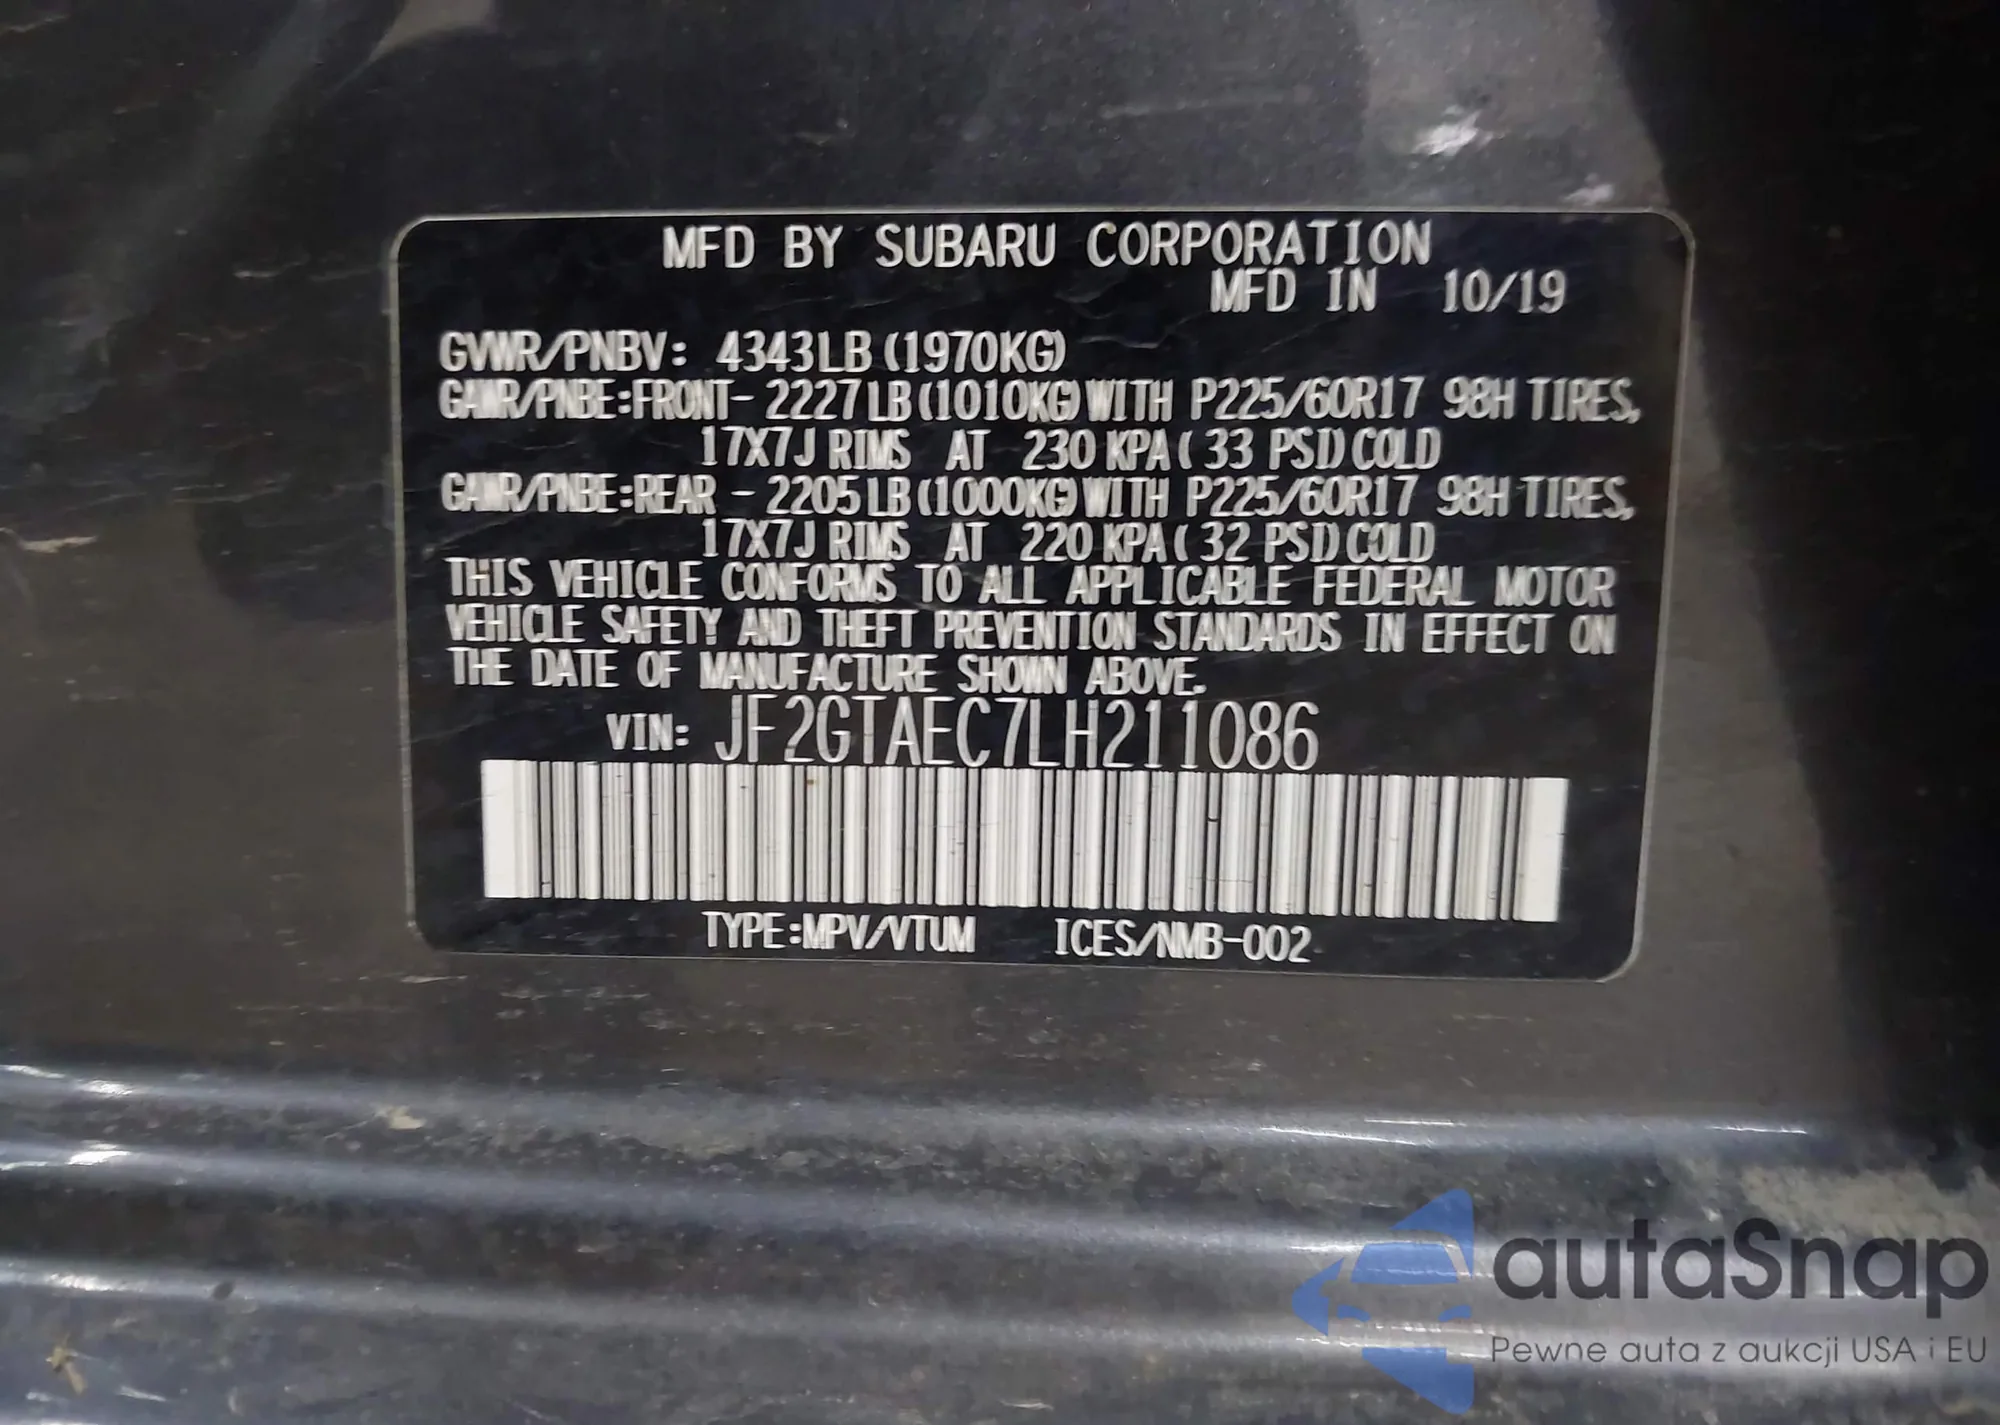 MFD BY SUBARU CORPORATION
MFD IN 10/19
GVWR/PNBV: 4343LB (1970KG)
GAWR/PNBE:FRONT- 2227LB(1010KG)WITH P225/60R17 98H TIRES,
17X7J RIMS AT 230 KPA( 33 PSI)COLD
GAWR/PNBE:REAR - 2205LB(1000KG)WITH P225/60R17 98H TIRES,
17X7J RIMS AT 220 KPA( 32 PSI)COLD
THIS VEHICLE CONFORMS TO ALL APPLICABLE FEDERAL MOTOR
VEHICLE SAFETY AND THEFT PREVENTION STANDARDS IN EFFECT ON
THE DATE OF MANUFACTURE SHOWN ABOVE.
VIN: JF2GTAEC7LH211086
TYPE:MPV/VTUM ICES/NMB-002
autaSnap
Pewne auta z aukcji USA i EU